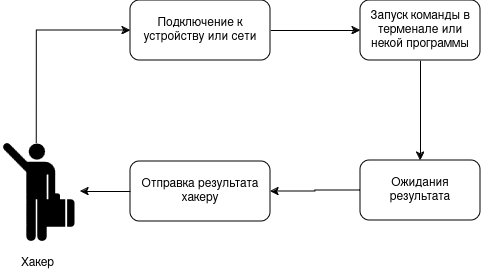 Подключение к
устройству или сети
Запуск команды в
терменале или
некой программы
Ожидания
результата
Отправка результата
хакеру
Хакер